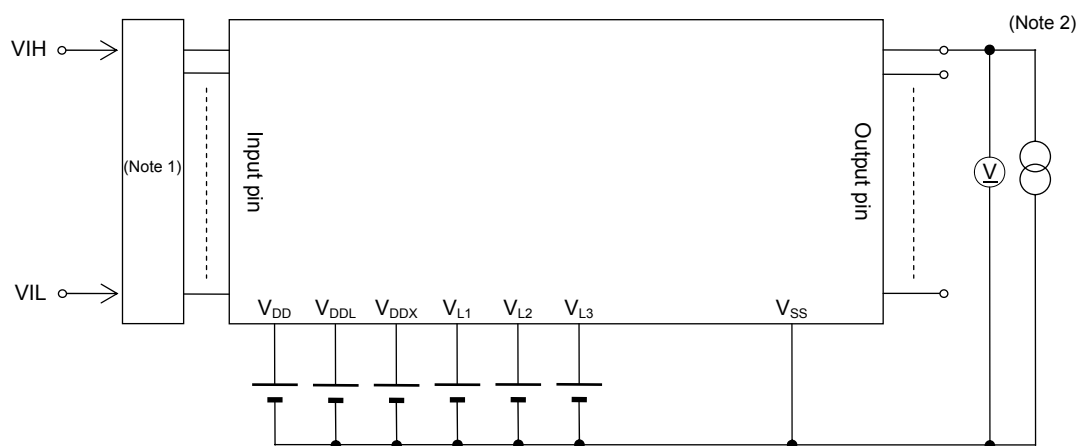 (Note 2)
VIH
(Note 1)
Input pin
Output pin
V
VIL
VDD VDDL VDDX VL1 VL2 VL3 VSS